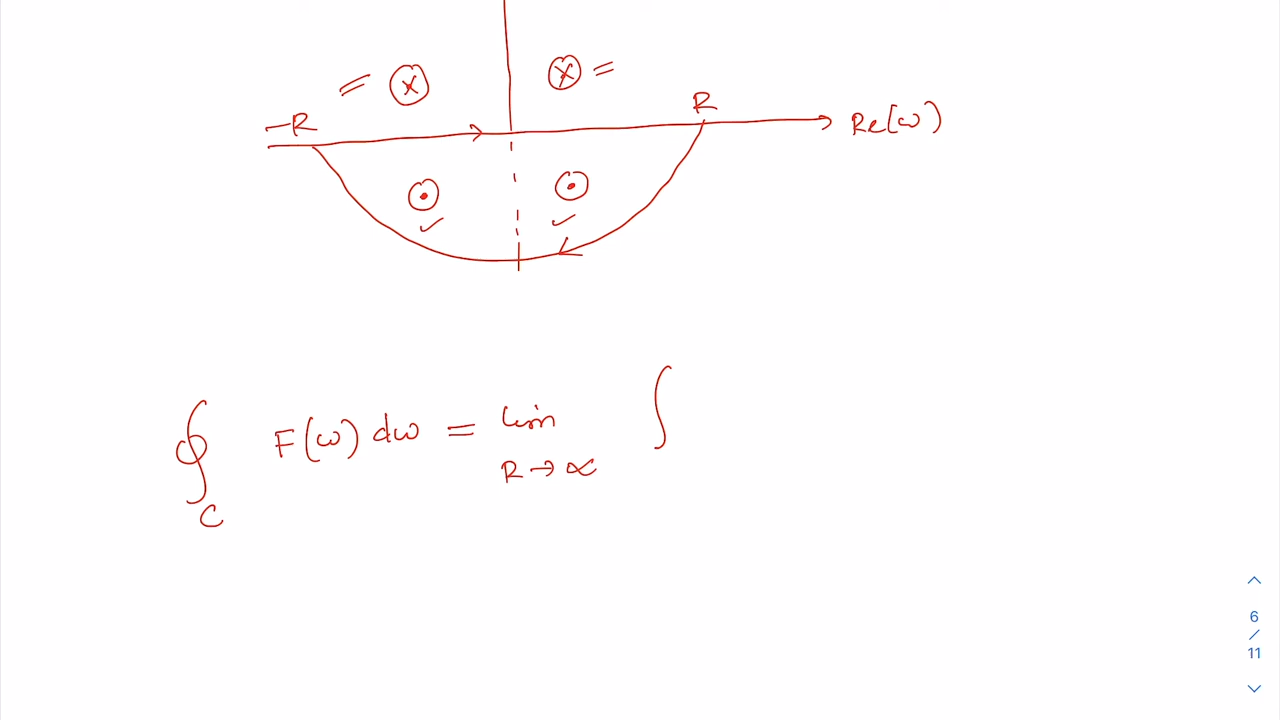 = ⓧ ⓧ =
-R R Re(ω)
⊙ ⊙
✓ ✓
∮_C F(ω) dω = lim_{R→∝} ∫
6
/
11